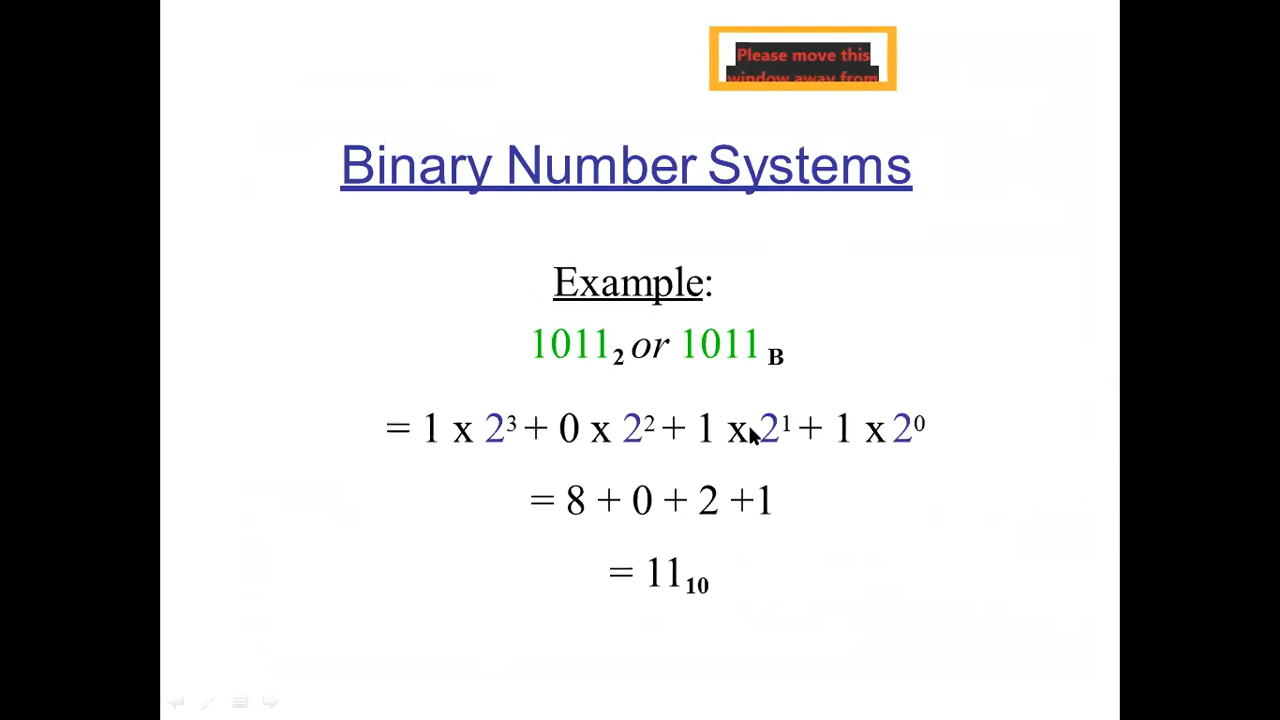 Please move this
window away from
Binary Number Systems
Example:
1011₂ or 1011 B
= 1 x 2³ + 0 x 2² + 1 x 2¹ + 1 x 2⁰
= 8 + 0 + 2 +1
= 11₁₀